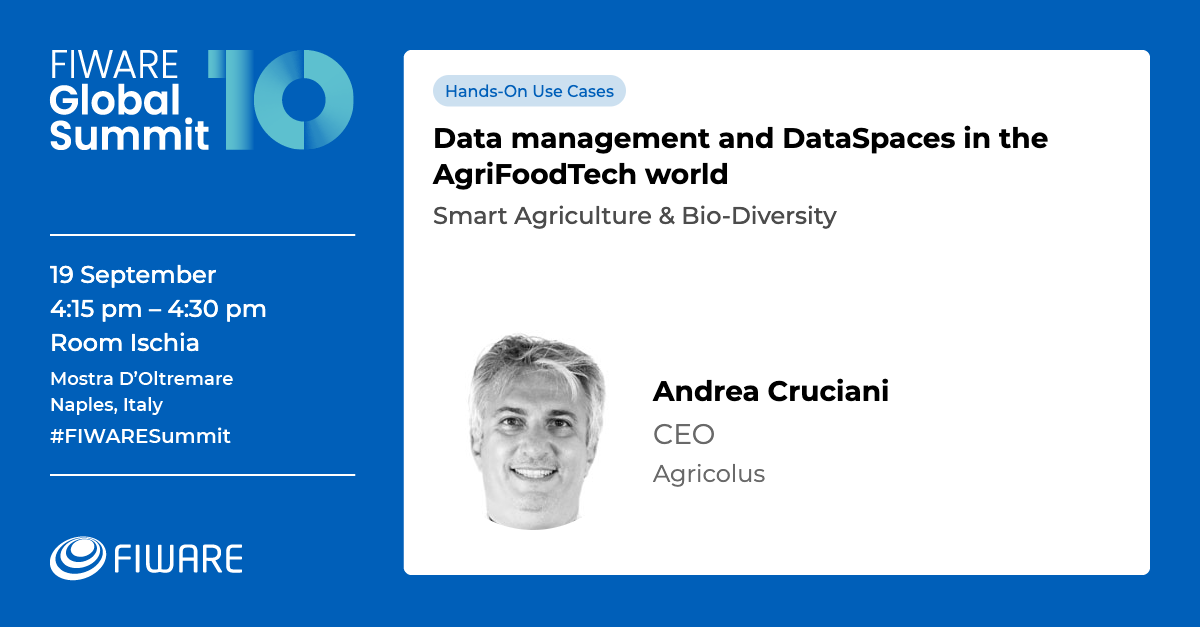 FIWARE
Global
Summit
10
19 September
4:15 pm – 4:30 pm
Room Ischia
Mostra D’Oltremare
Naples, Italy
#FIWARESummit
FIWARE
Hands-On Use Cases
Data management and DataSpaces in the
AgriFoodTech world
Smart Agriculture & Bio-Diversity
Andrea Cruciani
CEO
Agricolus